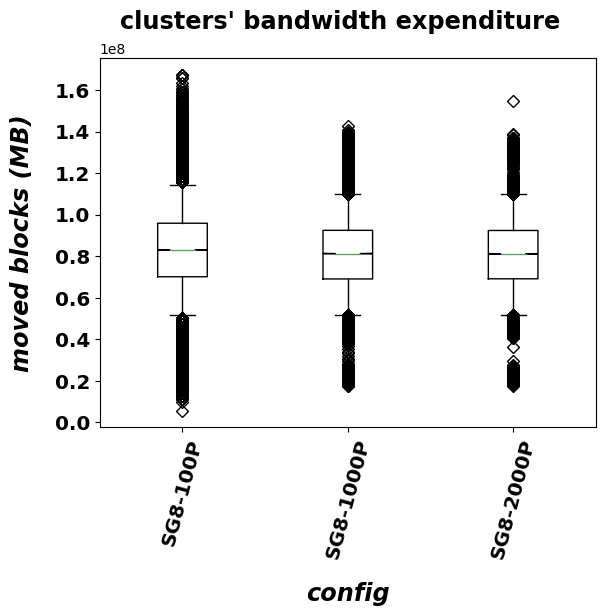 clusters' bandwidth expenditure
1e8
moved blocks (MB)
1.6
1.4
1.2
1.0
0.8
0.6
0.4
0.2
0.0
SG8-100P
SG8-1000P
SG8-2000P
config